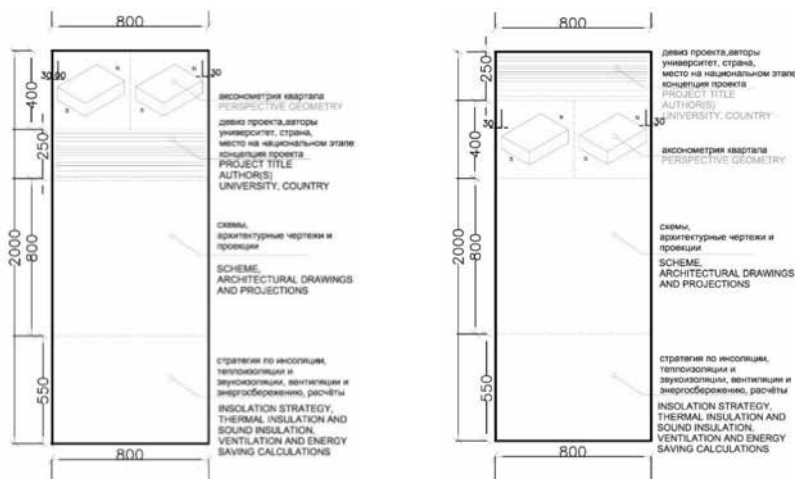 800
30.00
30
N
N
S
S
400
аксонометрия квартала
PERSPECTIVE GEOMETRY
250
девиз проекта,авторы
университет, страна,
место на национальном этапе
концепция проекта
PROJECT TITLE
AUTHOR(S)
UNIVERSITY, COUNTRY
2000
800
схемы,
архитектурные чертежи и
проекции
SCHEME,
ARCHITECTURAL DRAWINGS
AND PROJECTIONS
550
стратегия по инсоляции,
теплоизоляции и
звукоизоляции, вентиляции и
энергосбережению, расчёты
INSOLATION STRATEGY,
THERMAL INSULATION AND
SOUND INSULATION,
VENTILATION AND ENERGY
SAVING CALCULATIONS
800
800
250
девиз проекта,авторы
университет, страна,
место на национальном этапе
концепция проекта
PROJECT TITLE
AUTHOR(S)
UNIVERSITY, COUNTRY
30
30
N
N
S
S
400
аксонометрия квартала
PERSPECTIVE GEOMETRY
2000
800
схемы,
архитектурные чертежи и
проекции
SCHEME,
ARCHITECTURAL DRAWINGS
AND PROJECTIONS
550
стратегия по инсоляции,
теплоизоляции и
звукоизоляции, вентиляции и
энергосбережению, расчёты
INSOLATION STRATEGY,
THERMAL INSULATION AND
SOUND INSULATION,
VENTILATION AND ENERGY
SAVING CALCULATIONS
800